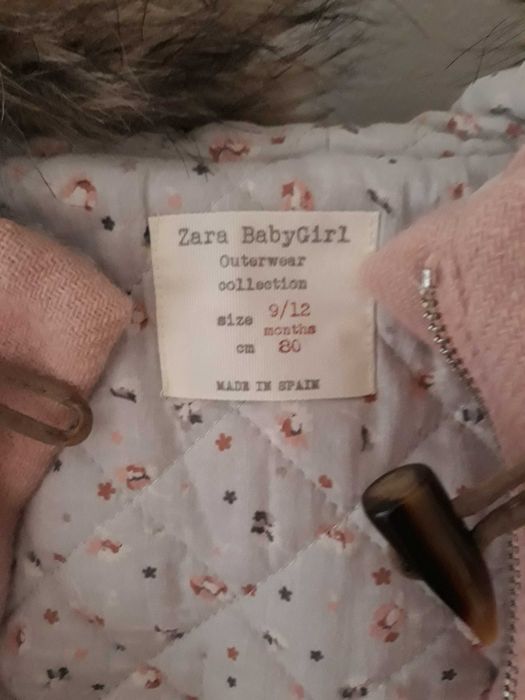 Zara BabyGirl
Outerwear
collection
size 9/12
months
cm 80
MADE IN SPAIN